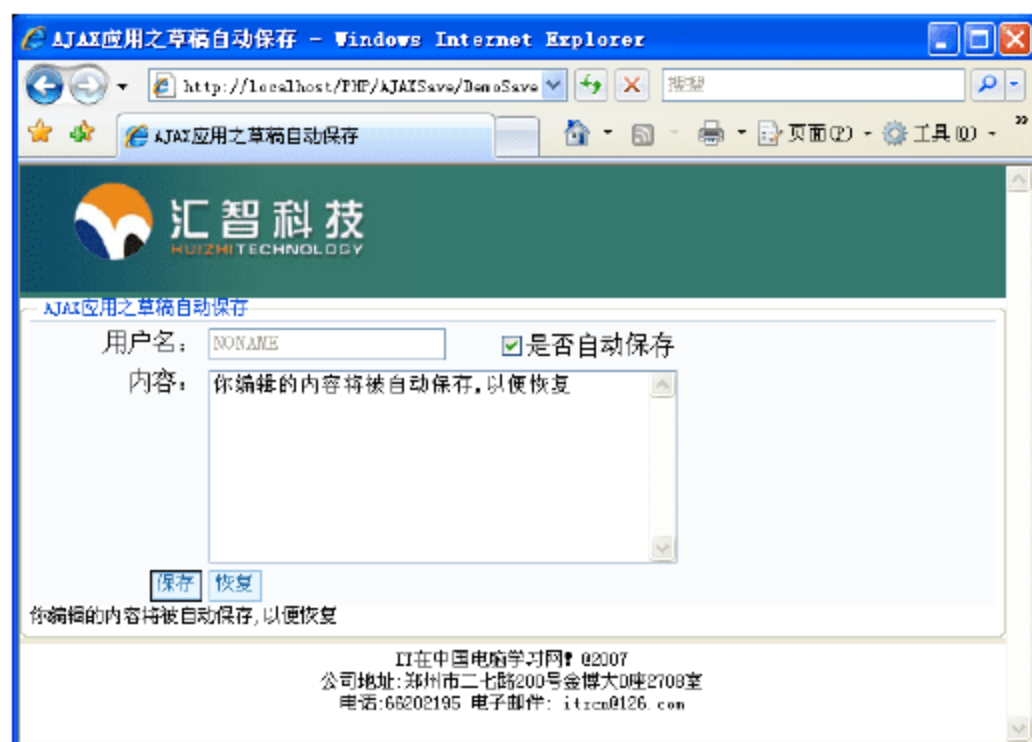 AJAX应用之草稿自动保存 - Windows Internet Explorer
http://localhost/PHP/AJAXSave/DemoSave 搜搜
AJAX应用之草稿自动保存 页面(P) 工具(O) »
汇智科技
HUIZHITECHNOLOGY
AJAX应用之草稿自动保存
用户名: NONAME 是否自动保存
内容: 你编辑的内容将被自动保存,以便恢复
保存 恢复
你编辑的内容将被自动保存,以便恢复
IT在中国电脑学习网! @2007
公司地址:郑州市二七路200号金博大D座2708室
电话:66202195 电子邮件: itzcn@126.com